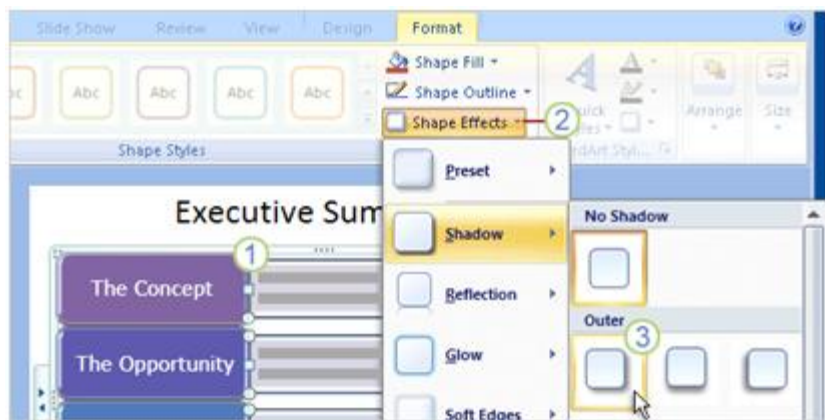 Slide Show Review View Design Format
Abc Abc Abc Abc
Shape Fill
Shape Outline
Shape Effects
2
Arrange Size
Shape Styles
Preset
Executive Sum
Shadow
No Shadow
1
The Concept
Reflection
Outer
3
The Opportunity
Glow
Soft Edges